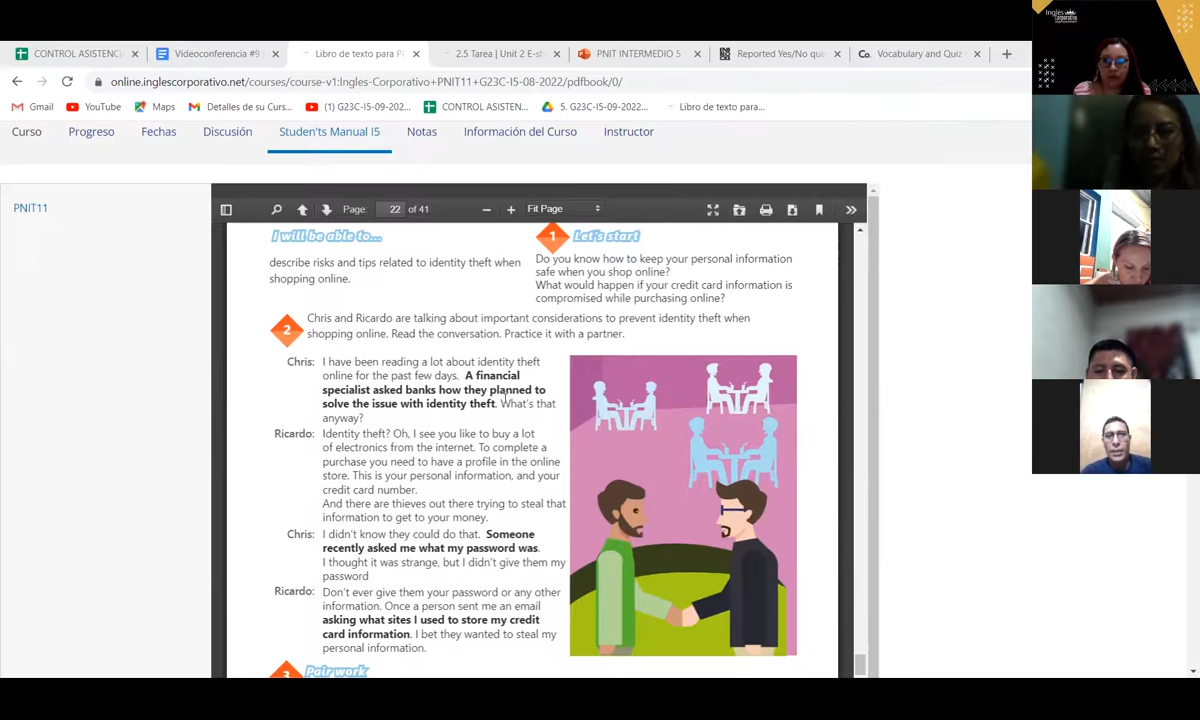 Inglés
Corporativo
CONTROL ASISTENC
Videoconferencia #9
Libro de texto para P
2.5 Tarea | Unit 2 E-sh
PNIT INTERMEDIO 5
Reported Yes/No que
Vocabulary and Quiz
online.inglescorporativo.net/courses/course-v1:Ingles-Corporativo+PNIT11+G23C-I5-08-2022/pdfbook/0/
Gmail
YouTube
Maps
Detalles de su Curs...
(1) G23C-I5-09-202...
CONTROL ASISTEN...
5. G23C-I5-09-2022...
Libro de texto para...
Curso
Progreso
Fechas
Discusión
Studen'ts Manual I5
Notas
Información del Curso
Instructor
PNIT11
Page: 22 of 41
Fit Page
I will be able to...
describe risks and tips related to identity theft when
shopping online.
1 Let's start
Do you know how to keep your personal information
safe when you shop online?
What would happen if your credit card information is
compromised while purchasing online?
2
Chris and Ricardo are talking about important considerations to prevent identity theft when
shopping online. Read the conversation. Practice it with a partner.
Chris: I have been reading a lot about identity theft
online for the past few days. A financial
specialist asked banks how they planned to
solve the issue with identity theft. What's that
anyway?
Ricardo: Identity theft? Oh, I see you like to buy a lot
of electronics from the internet. To complete a
purchase you need to have a profile in the online
store. This is your personal information, and your
credit card number.
And there are thieves out there trying to steal that
information to get to your money.
Chris: I didn't know they could do that. Someone
recently asked me what my password was.
I thought it was strange, but I didn't give them my
password
Ricardo: Don't ever give them your password or any other
information. Once a person sent me an email
asking what sites I used to store my credit
card information. I bet they wanted to steal my
personal information.
3 Pair work